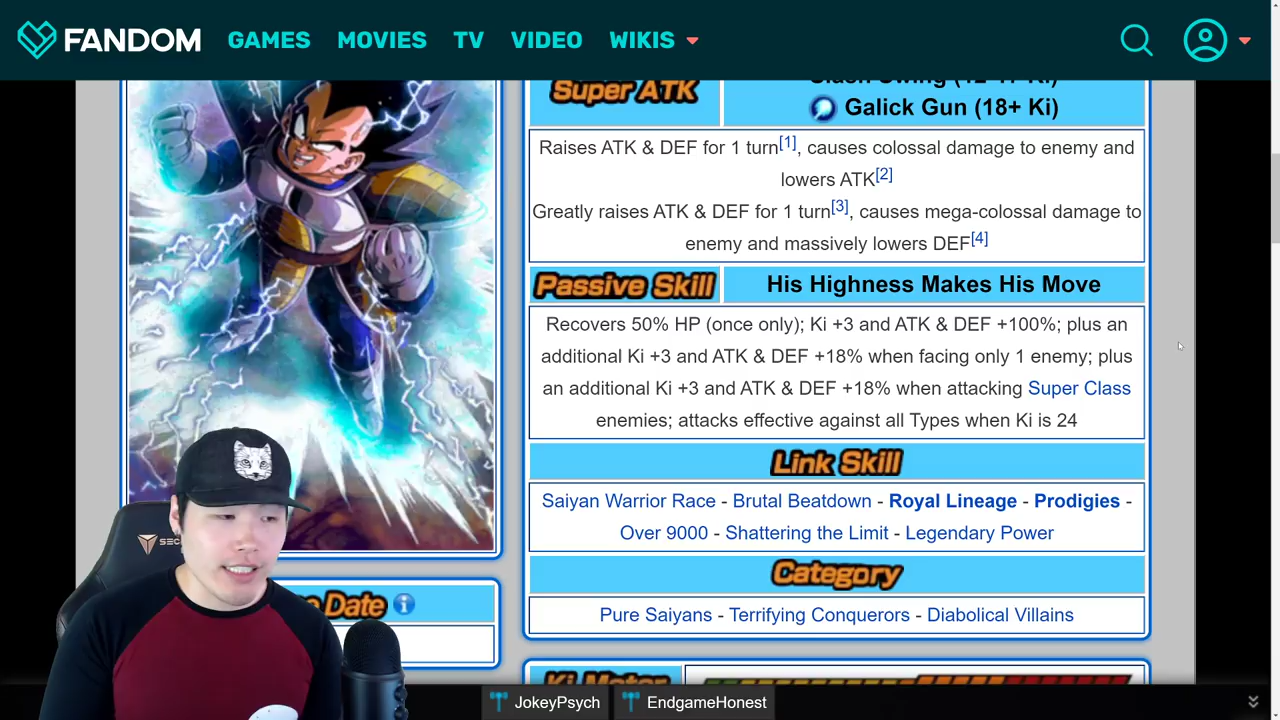 FANDOM GAMES MOVIES TV VIDEO WIKIS
Super ATK
Galick Gun (18+ Ki)
Raises ATK & DEF for 1 turn[1], causes colossal damage to enemy and
lowers ATK[2]
Greatly raises ATK & DEF for 1 turn[3], causes mega-colossal damage to
enemy and massively lowers DEF[4]
Passive Skill His Highness Makes His Move
Recovers 50% HP (once only); Ki +3 and ATK & DEF +100%; plus an
additional Ki +3 and ATK & DEF +18% when facing only 1 enemy; plus
an additional Ki +3 and ATK & DEF +18% when attacking Super Class
enemies; attacks effective against all Types when Ki is 24
Link Skill
Saiyan Warrior Race - Brutal Beatdown - Royal Lineage - Prodigies -
Over 9000 - Shattering the Limit - Legendary Power
Category
Pure Saiyans - Terrifying Conquerors - Diabolical Villains
SEC
Date
Ki Meter
JokeyPsych EndgameHonest